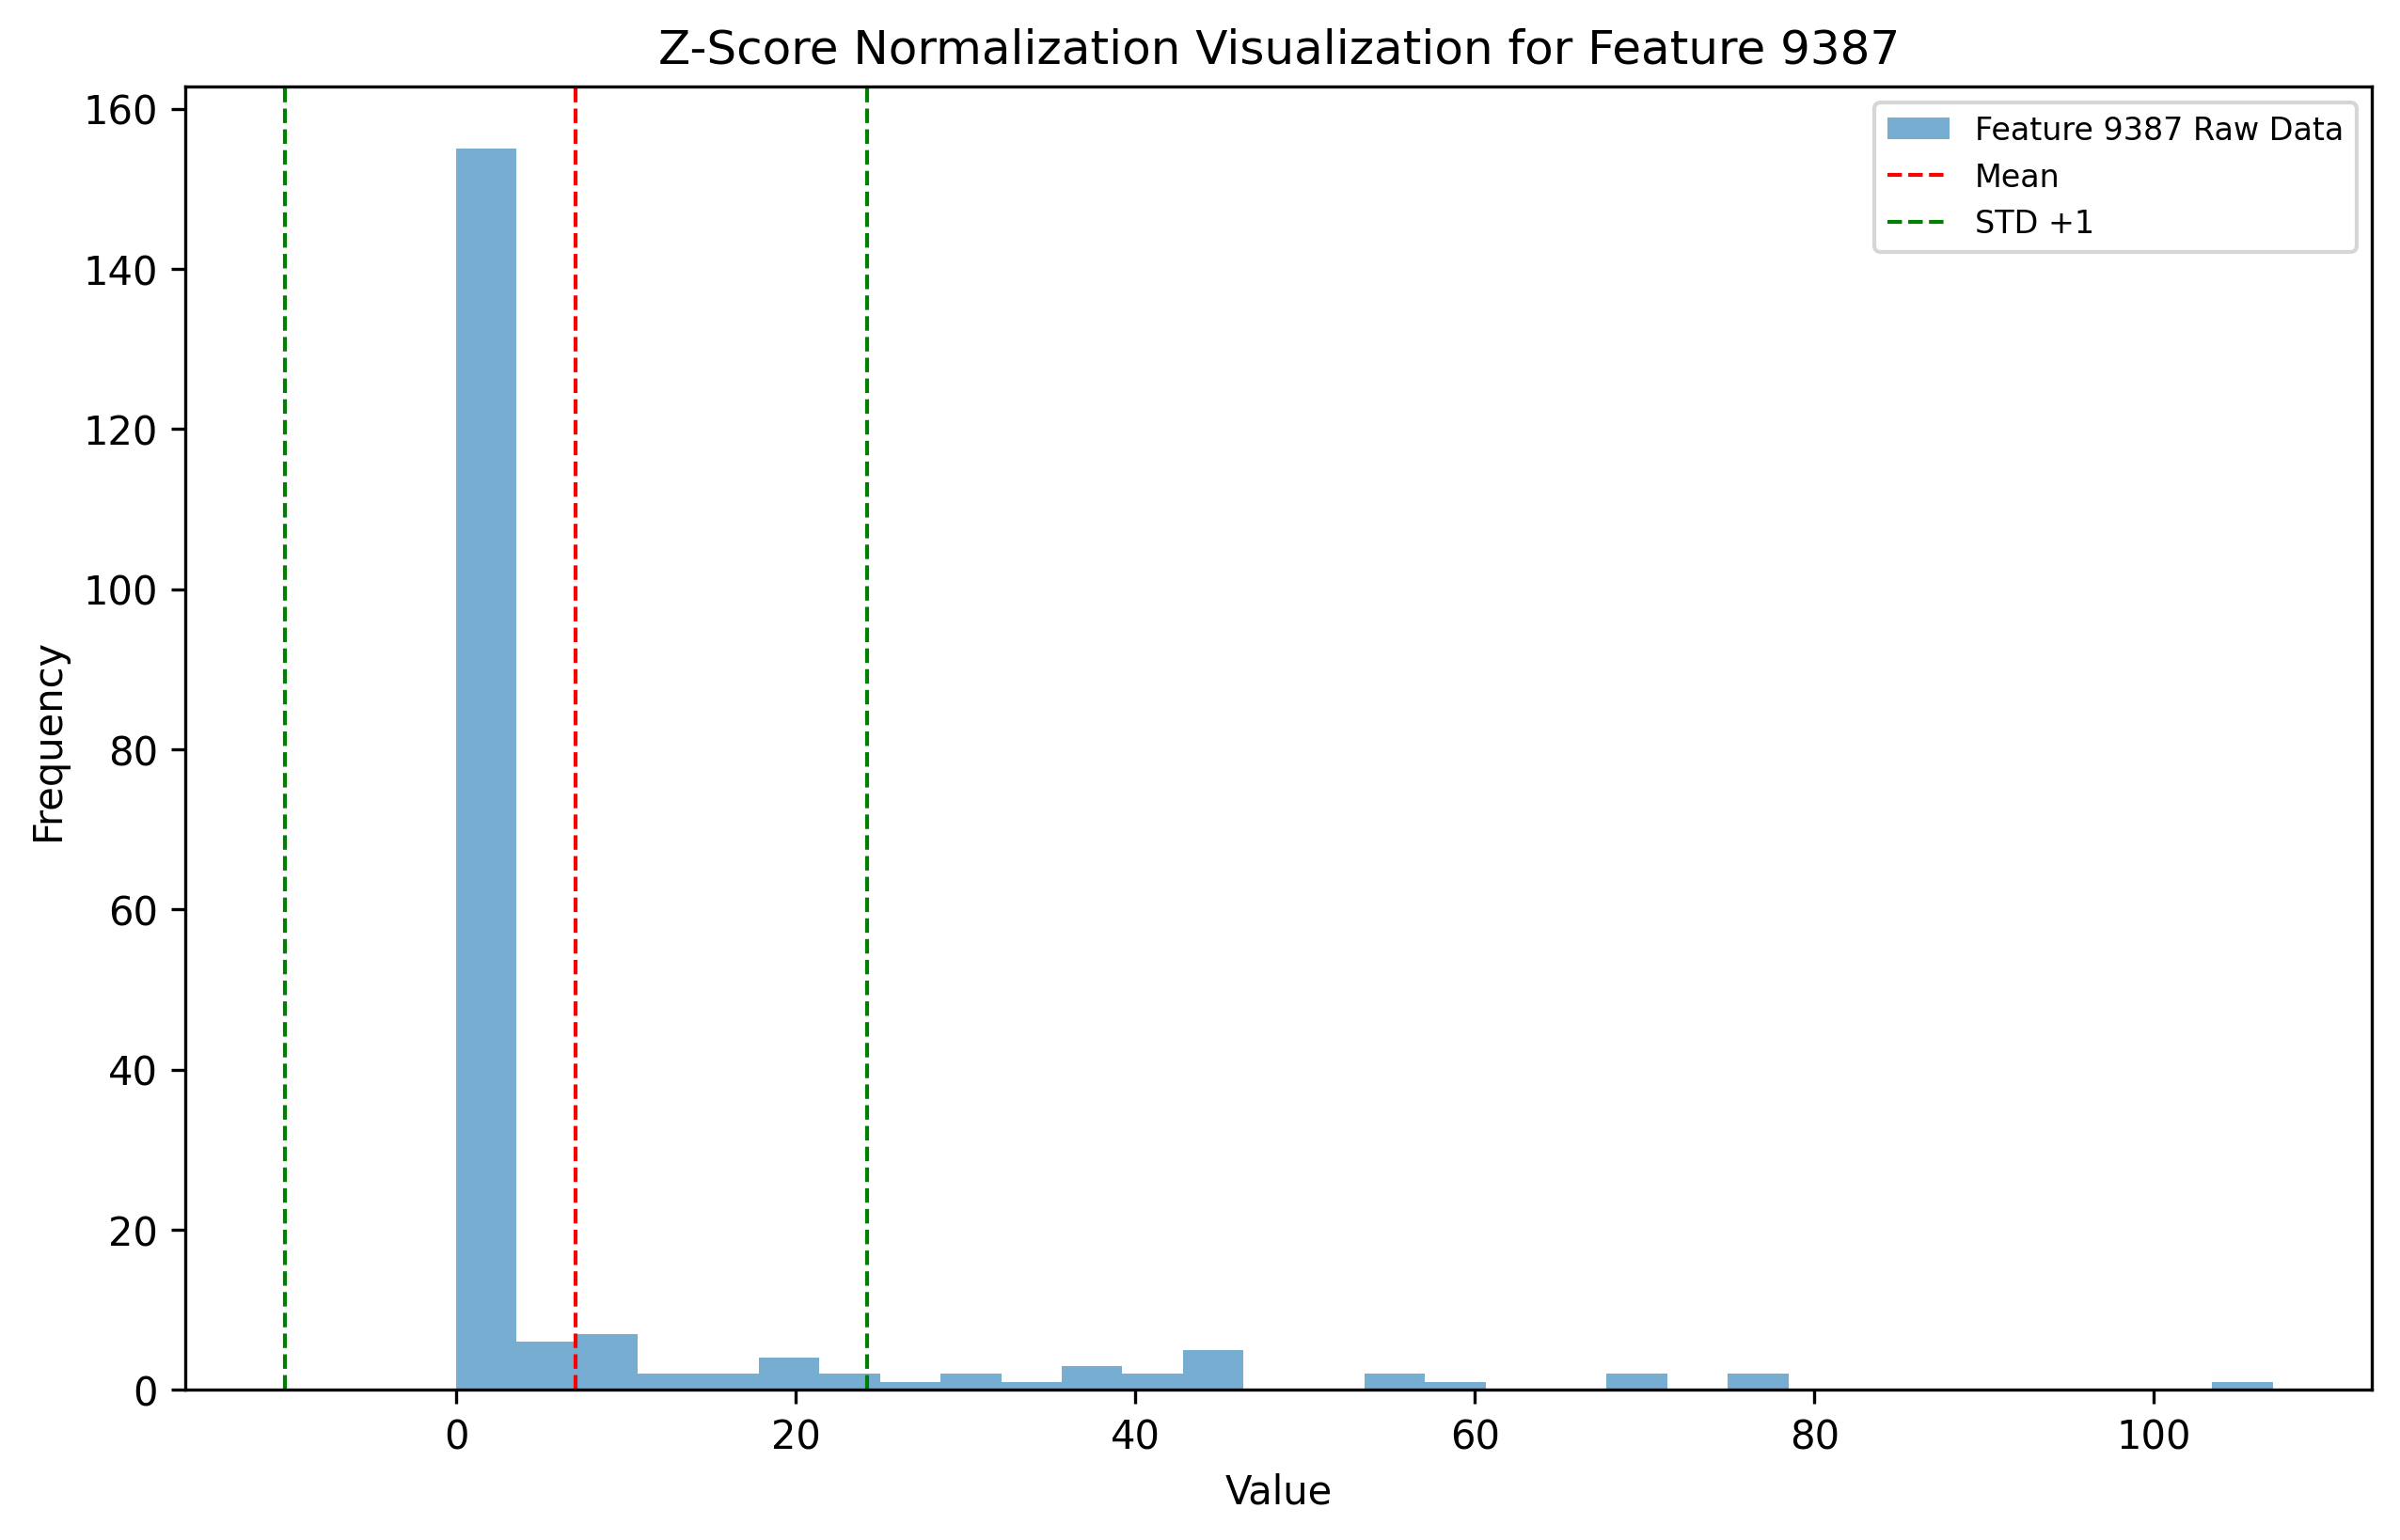 Z-Score Normalization Visualization for Feature 9387
Feature 9387 Raw Data
Mean
STD +1
160
140
120
100
80
60
40
20
0
Frequency
0 20 40 60 80 100
Value